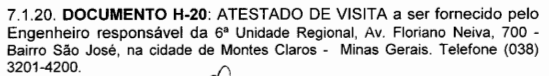 7.1.20. DOCUMENTO H-20: ATESTADO DE VISITA a ser fornecido pelo
Engenheiro responsável da 6ª Unidade Regional, Av. Floriano Neiva, 700 -
Bairro São José, na cidade de Montes Claros - Minas Gerais. Telefone (038)
3201-4200.